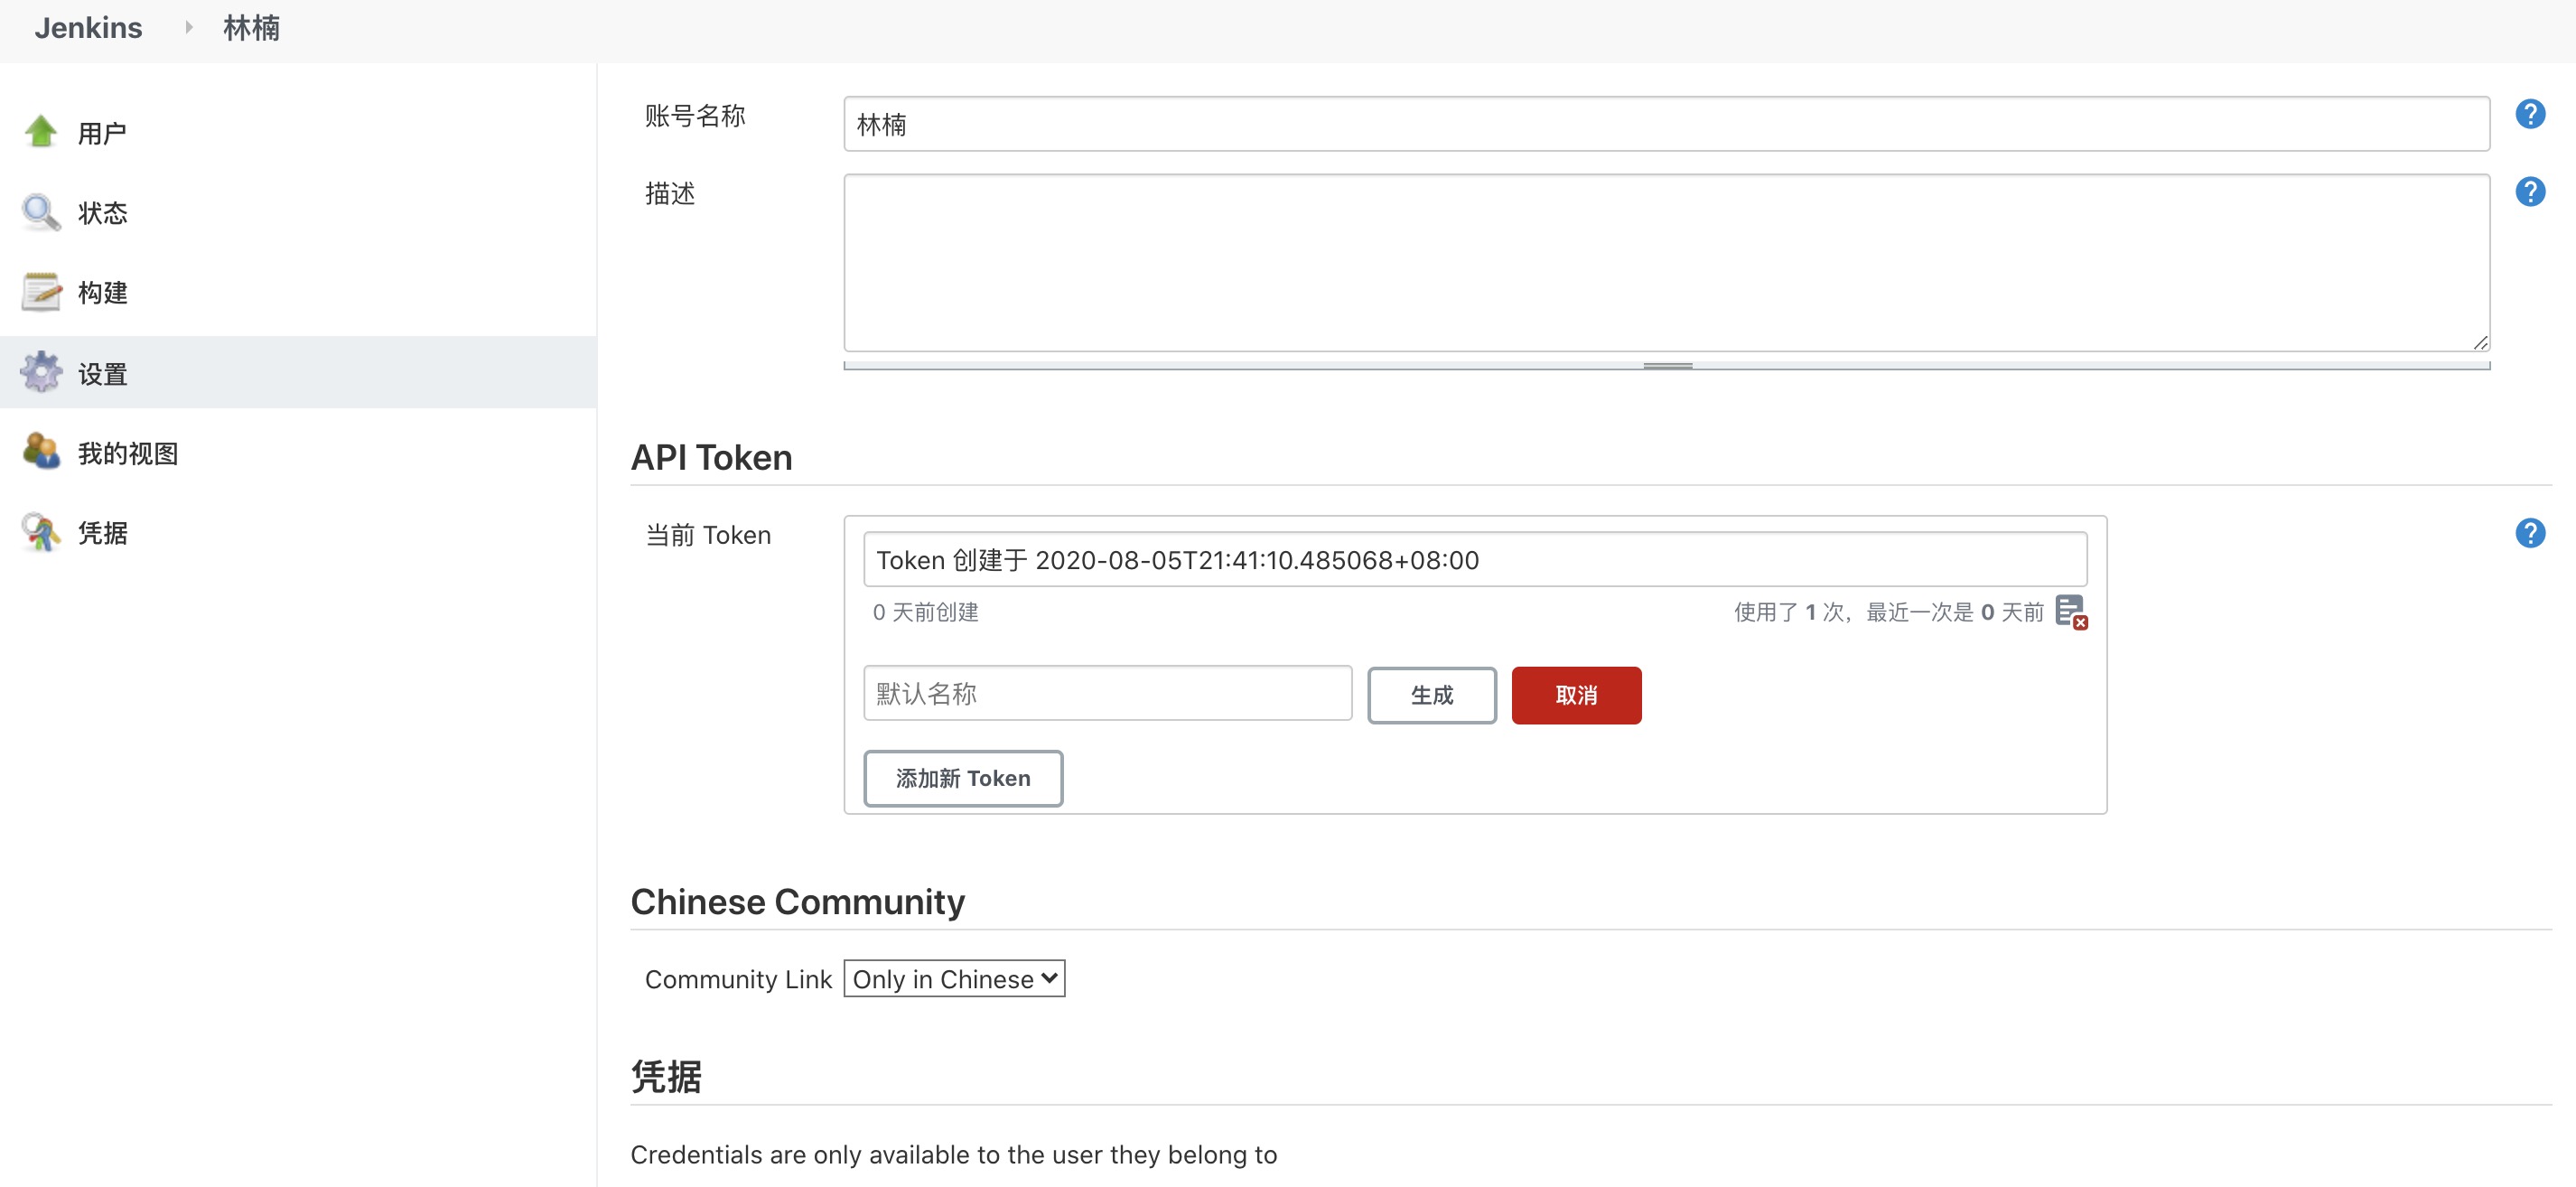 Jenkins 林楠
用户
状态
构建
设置
我的视图
凭据
账号名称 林楠 ?
描述 ?
API Token
当前 Token Token 创建于 2020-08-05T21:41:10.485068+08:00 ?
0 天前创建 使用了 1 次，最近一次是 0 天前
默认名称 生成 取消
添加新 Token
Chinese Community
Community Link Only in Chinese
凭据
Credentials are only available to the user they belong to